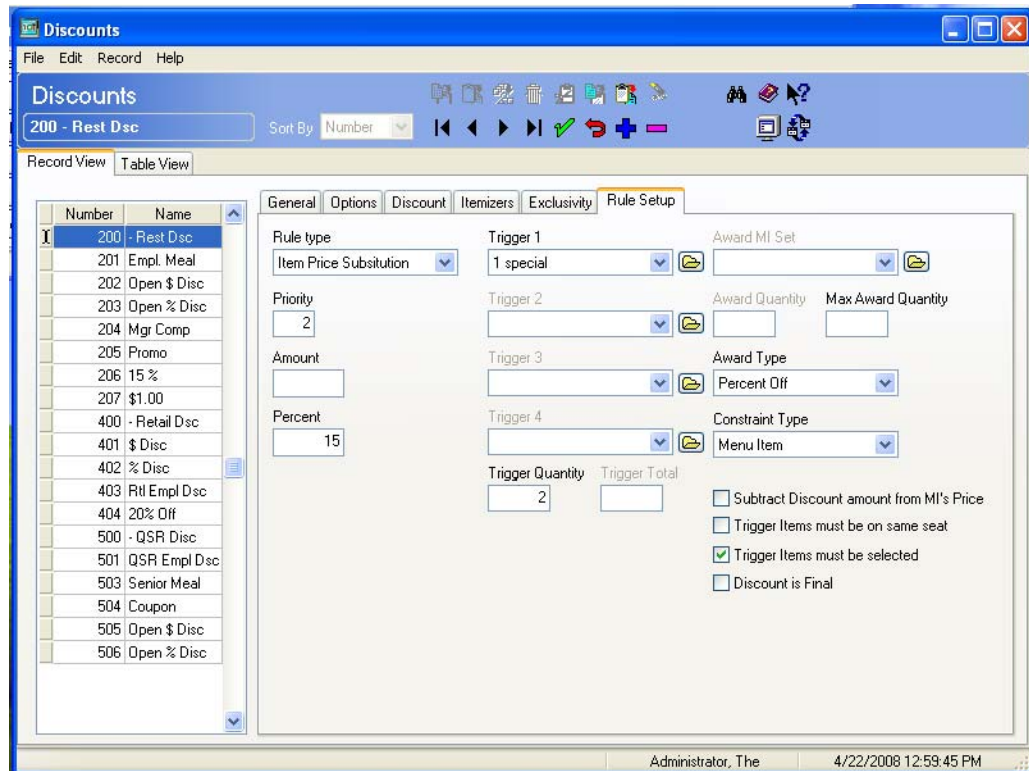 Discounts
File Edit Record Help
Discounts
200 - Rest Dsc
Sort By Number
Record View Table View
Number Name
200 - Rest Dsc
201 Empl. Meal
202 Open $ Disc
203 Open % Disc
204 Mgr Comp
205 Promo
206 15 %
207 $1.00
400 - Retail Dsc
401 $ Disc
402 % Disc
403 Rtl Empl Dsc
404 20% Off
500 - QSR Disc
501 QSR Empl Dsc
503 Senior Meal
504 Coupon
505 Open $ Disc
506 Open % Disc
General Options Discount Itemizers Exclusivity Rule Setup
Rule type Trigger 1 Award MI Set
Item Price Subsitution 1 special
Priority Trigger 2 Award Quantity Max Award Quantity
2
Amount Trigger 3 Award Type
Percent Off
Percent Trigger 4 Constraint Type
15 Menu Item
Trigger Quantity Trigger Total
2
Subtract Discount amount from MI's Price
Trigger Items must be on same seat
Trigger Items must be selected
Discount is Final
Administrator, The 4/22/2008 12:59:45 PM